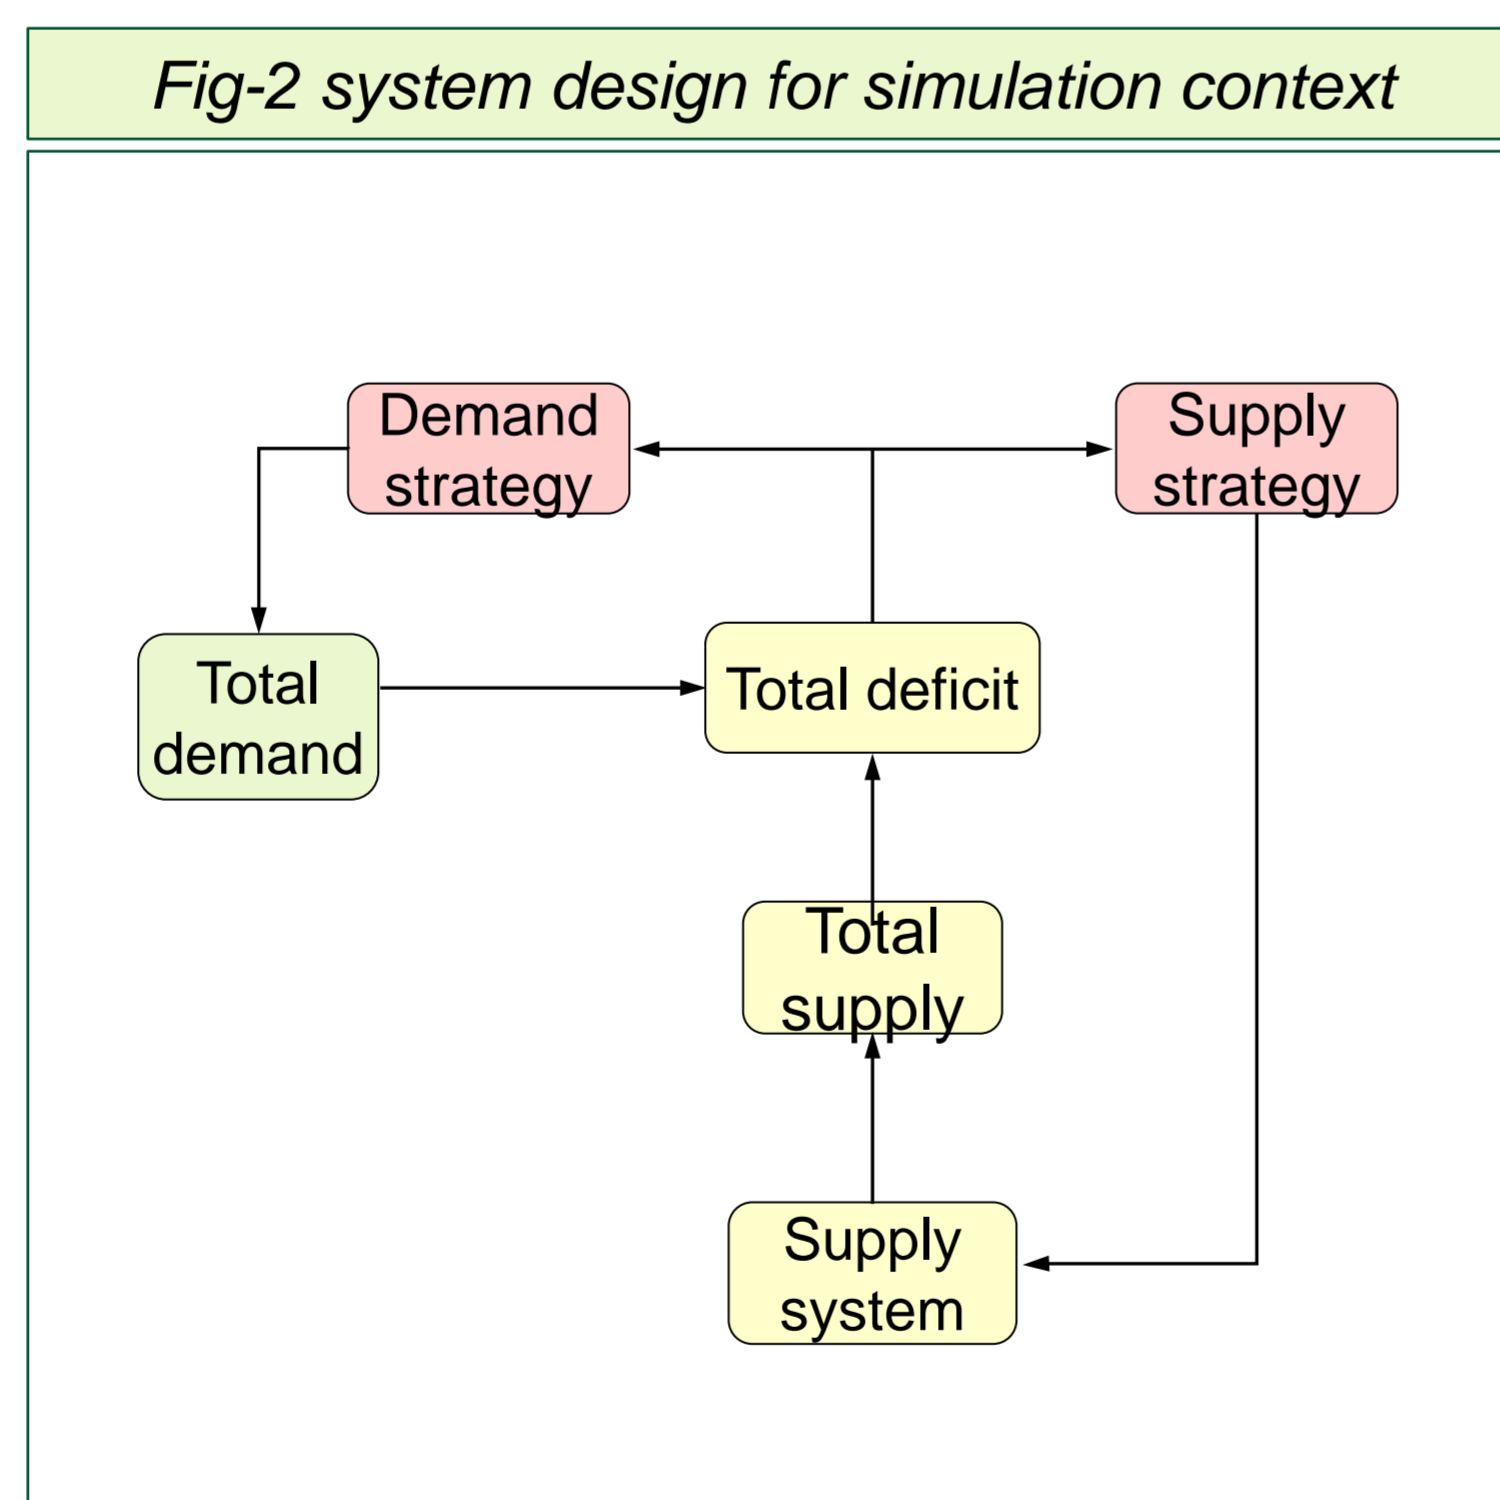 Fig-2 system design for simulation context
Demand
strategy
Supply
strategy
Total
demand
Total deficit
Total
supply
Supply
system